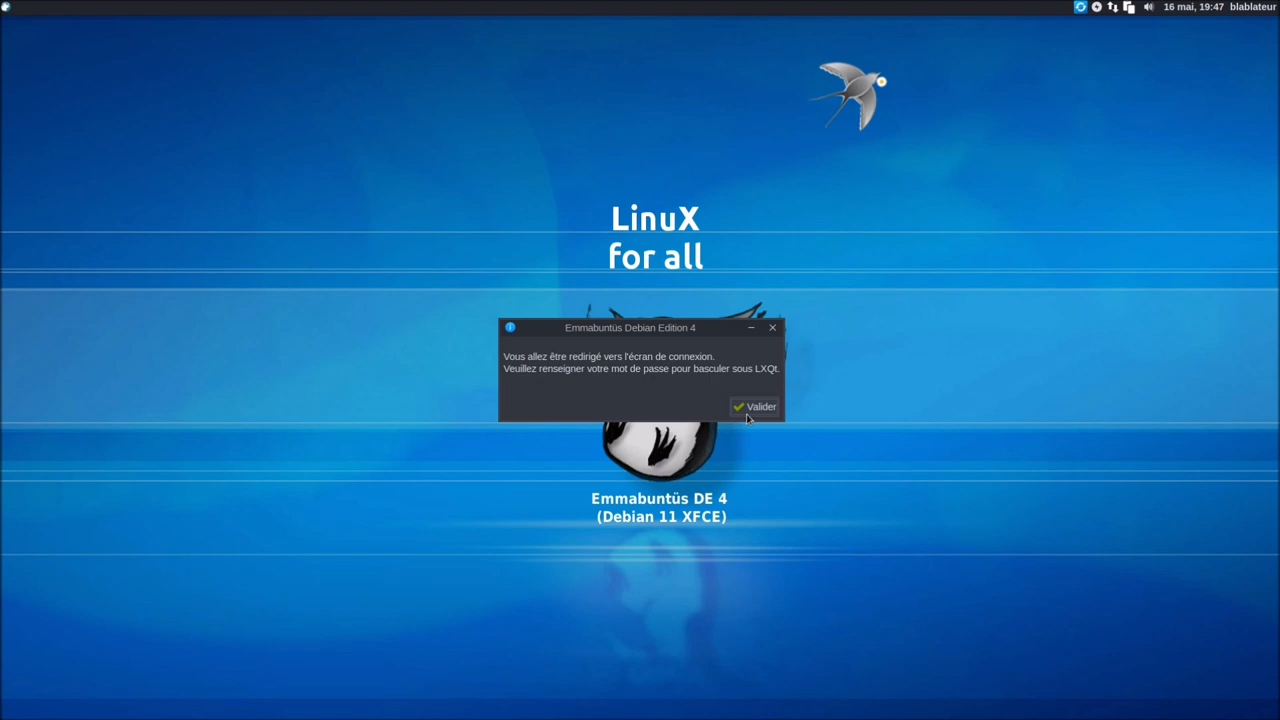 16 mai, 19:47 blablateur
LinuX
for all
Emmabuntüs Debian Edition 4
Vous allez être redirigé vers l'écran de connexion.
Veuillez renseigner votre mot de passe pour basculer sous LXQt.
Valider
Emmabuntüs DE 4
(Debian 11 XFCE)